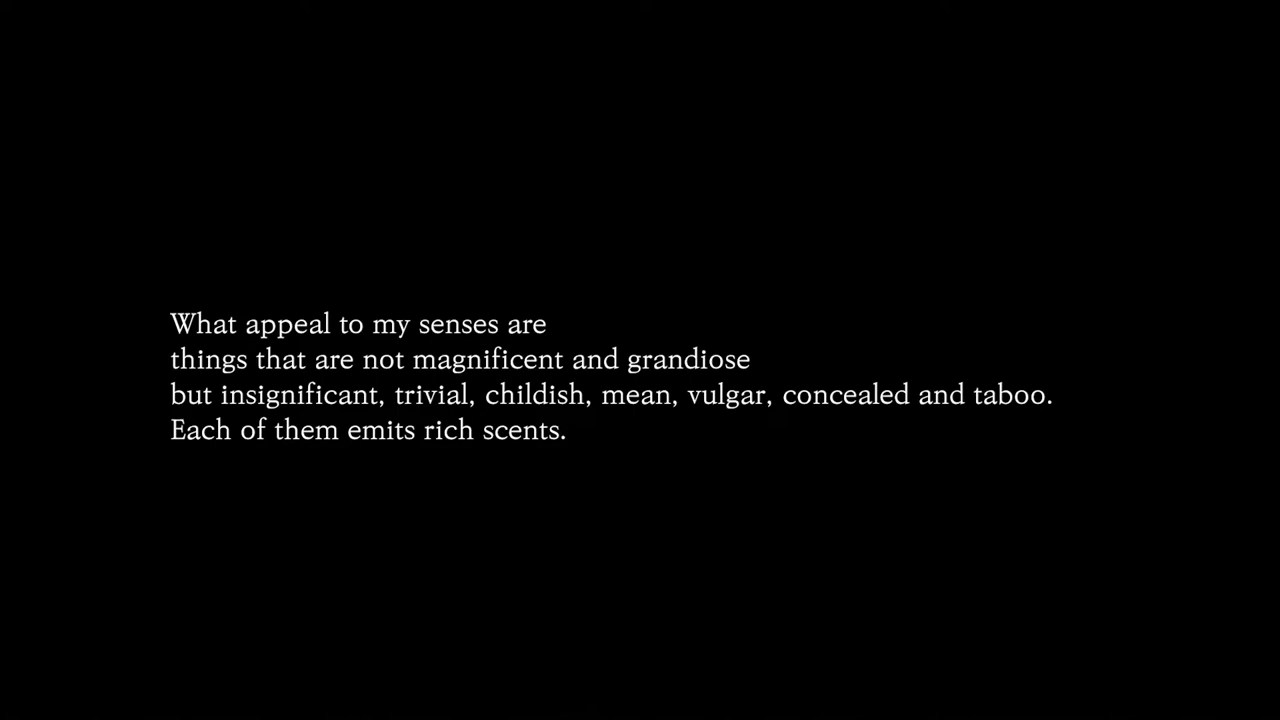 What appeal to my senses are
things that are not magnificent and grandiose
but insignificant, trivial, childish, mean, vulgar, concealed and taboo.
Each of them emits rich scents.